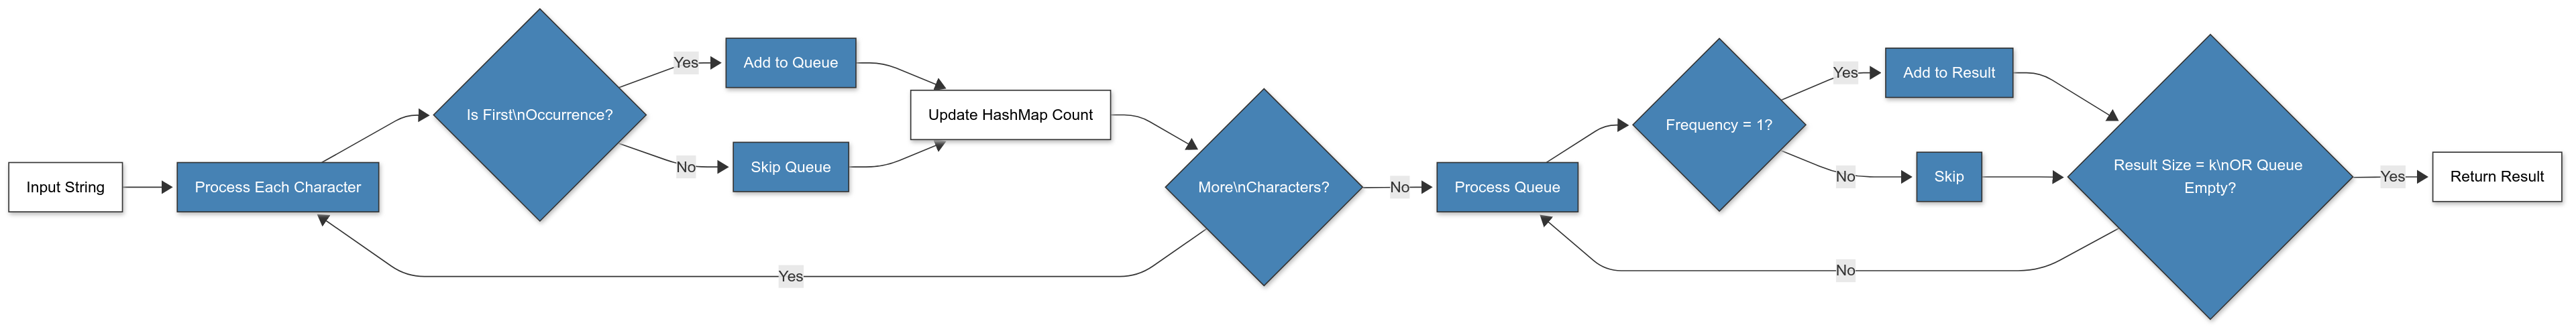 Input String
Process Each Character
Is First\nOccurrence?
Yes
Add to Queue
No
Skip Queue
Update HashMap Count
More\nCharacters?
Yes
No
Process Queue
Frequency = 1?
Yes
Add to Result
No
Skip
Result Size = k\nOR Queue
Empty?
No
Yes
Return Result